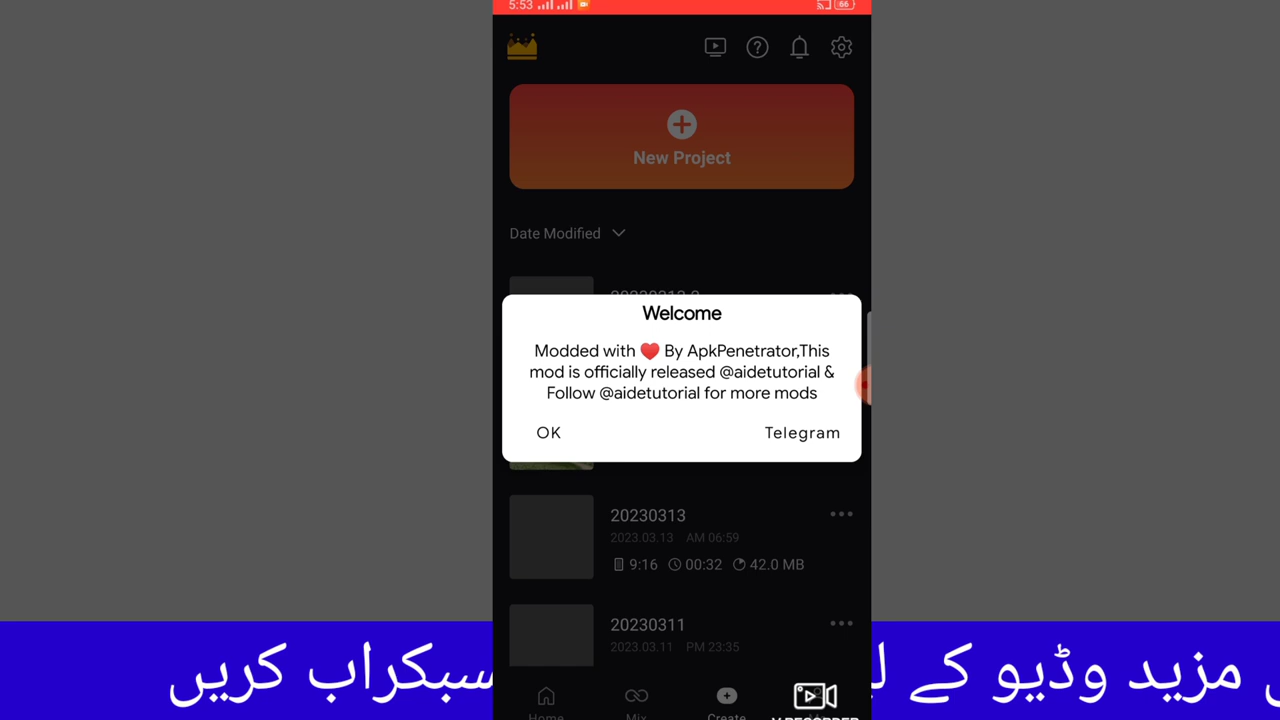 5:53
66
New Project
Date Modified
Welcome
Modded with ❤️ By ApkPenetrator,This
mod is officially released @aidetutorial &
Follow @aidetutorial for more mods
OK Telegram
20230313
2023.03.13 AM 06:59
9:16 00:32 42.0 MB
20230311
2023.03.11 PM 23:35
مزید وڈیو کے
سبکراب کریں